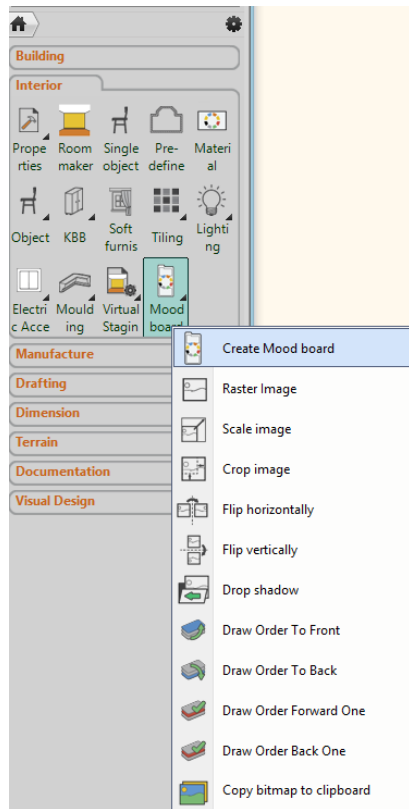 Building
Interior
Prope Room Single Pre- Materi
rties maker object define al
Object KBB Soft furnis Tiling Lighti ng
Electri Mould Virtual Mood
c Acce ing Stagin board
Create Mood board
Manufacture
Raster Image
Drafting
Scale image
Dimension
Terrain
Crop image
Documentation
Visual Design
Flip horizontally
Flip vertically
Drop shadow
Draw Order To Front
Draw Order To Back
Draw Order Forward One
Draw Order Back One
Copy bitmap to clipboard